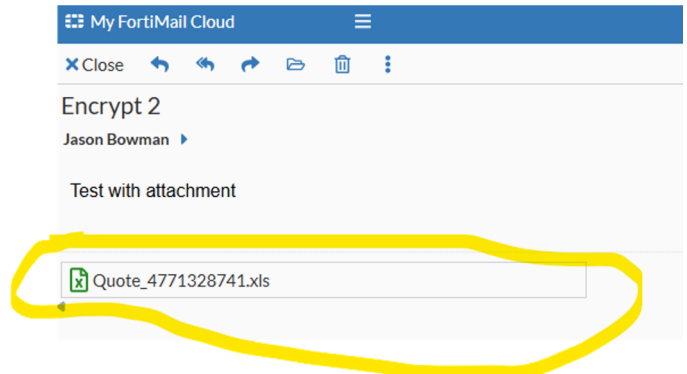 My FortiMail Cloud
Close
Encrypt 2
Jason Bowman
Test with attachment
Quote_4771328741.xls